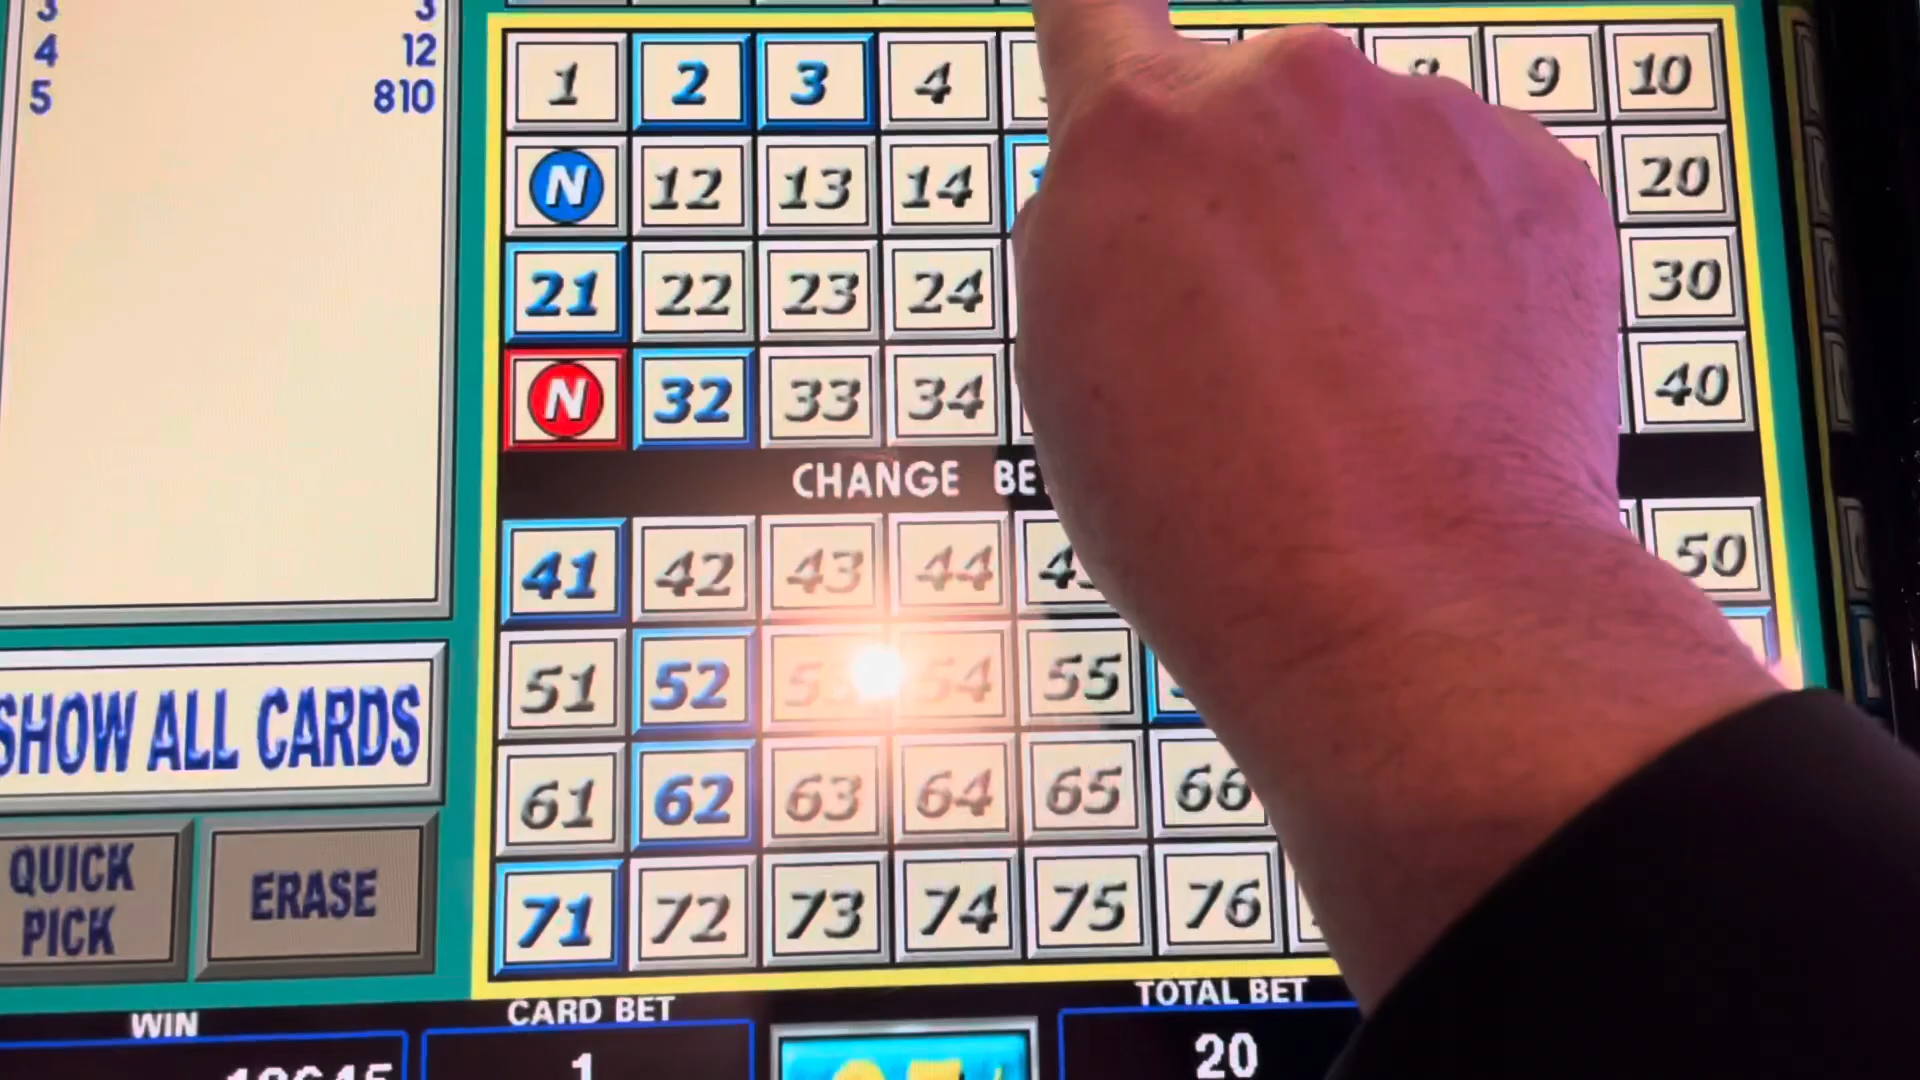 3 3
4 12
5 810
1 2 3 4 9 10
N 12 13 14 20
21 22 23 24 30
N 32 33 34 40
CHANGE BE
41 42 43 44 50
51 52 53 54 55
SHOW ALL CARDS
61 62 63 64 65 66
QUICK PICK
ERASE
71 72 73 74 75 76
WIN
CARD BET
1
TOTAL BET
20